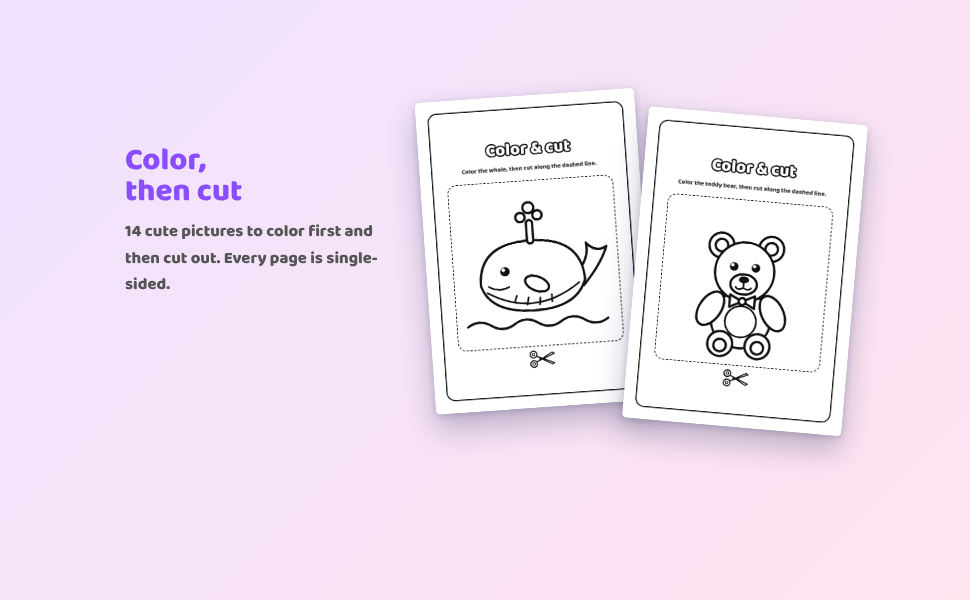 Color,
then cut
14 cute pictures to color first and
then cut out. Every page is single-
sided.
Color & cut
Color the whale, then cut along the dashed line.
Color & cut
Color the teddy bear, then cut along the dashed line.